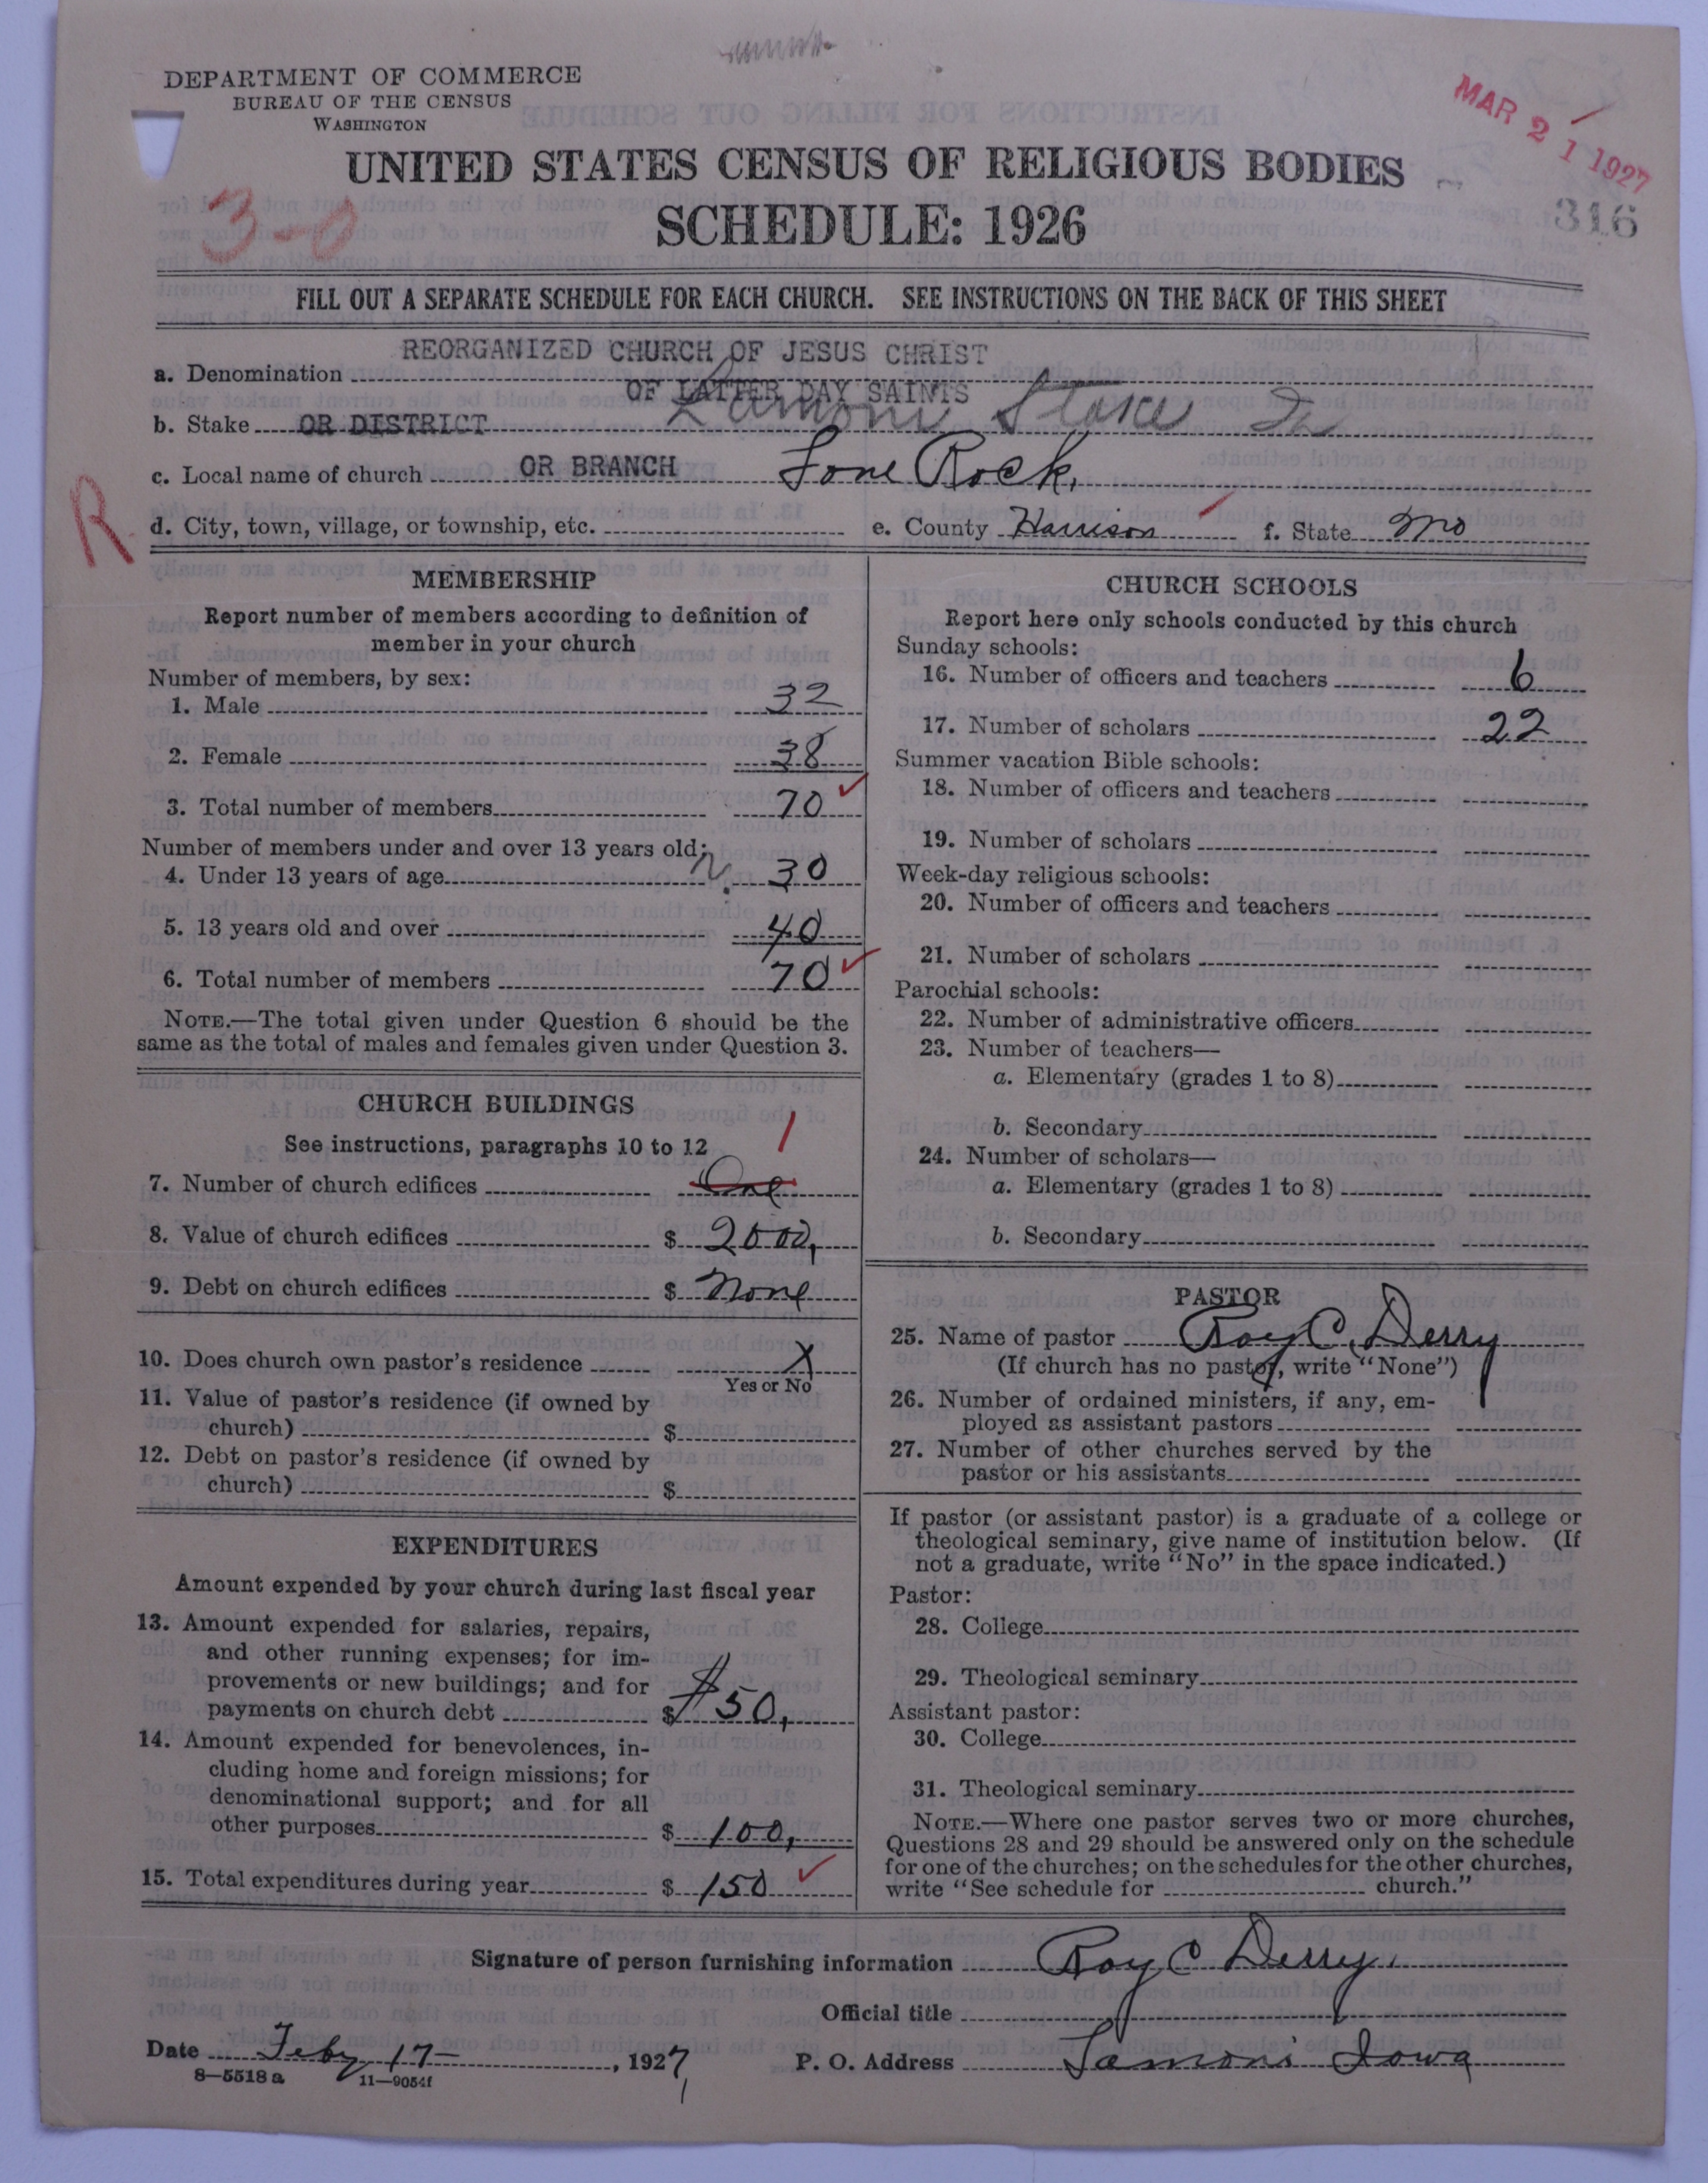 DEPARTMENT OF COMMERCE
BUREAU OF THE CENSUS
WASHINGTON
MAR 21 1927
UNITED STATES CENSUS OF RELIGIOUS BODIES
SCHEDULE: 1926
3-0
316
FILL OUT A SEPARATE SCHEDULE FOR EACH CHURCH. SEE INSTRUCTIONS ON THE BACK OF THIS SHEET
REORGANIZED CHURCH OF JESUS CHRIST
a. Denomination
OF LATTER DAY SAINTS
b. Stake OR DISTRICT Lamoni Stake
c. Local name of church OR BRANCH Lone Rock.
R
d. City, town, village, or township, etc. e. County Harrison f. State Mo
MEMBERSHIP
Report number of members according to definition of
member in your church
Number of members, by sex:
1. Male 32
2. Female 38
3. Total number of members 70
Number of members under and over 13 years old:
4. Under 13 years of age 30
5. 13 years old and over 40
6. Total number of members 70
NOTE.—The total given under Question 6 should be the
same as the total of males and females given under Question 3.
CHURCH BUILDINGS
See instructions, paragraphs 10 to 12
1
7. Number of church edifices One
8. Value of church edifices $ 2000,
9. Debt on church edifices $ None
10. Does church own pastor's residence X
Yes or No
11. Value of pastor's residence (if owned by
church) $
12. Debt on pastor's residence (if owned by
church) $
EXPENDITURES
Amount expended by your church during last fiscal year
13. Amount expended for salaries, repairs,
and other running expenses; for im-
provements or new buildings; and for
payments on church debt $ $50,
14. Amount expended for benevolences, in-
cluding home and foreign missions; for
denominational support; and for all
other purposes $ 100,
15. Total expenditures during year $ 150
CHURCH SCHOOLS
Report here only schools conducted by this church
Sunday schools:
16. Number of officers and teachers 6
17. Number of scholars 22
Summer vacation Bible schools:
18. Number of officers and teachers
19. Number of scholars
Week-day religious schools:
20. Number of officers and teachers
21. Number of scholars
Parochial schools:
22. Number of administrative officers
23. Number of teachers—
a. Elementary (grades 1 to 8)
b. Secondary
24. Number of scholars—
a. Elementary (grades 1 to 8)
b. Secondary
PASTOR
25. Name of pastor Roy C. Derry
(If church has no pastor, write "None")
26. Number of ordained ministers, if any, em-
ployed as assistant pastors
27. Number of other churches served by the
pastor or his assistants
If pastor (or assistant pastor) is a graduate of a college or
theological seminary, give name of institution below. (If
not a graduate, write "No" in the space indicated.)
Pastor:
28. College
29. Theological seminary
Assistant pastor:
30. College
31. Theological seminary
NOTE.—Where one pastor serves two or more churches,
Questions 28 and 29 should be answered only on the schedule
for one of the churches; on the schedules for the other churches,
write "See schedule for church."
Signature of person furnishing information Roy C Derry.
Official title
Date Feby 17 , 1927 P. O. Address Lamoni Iowa
8—5518 a 11—9054f